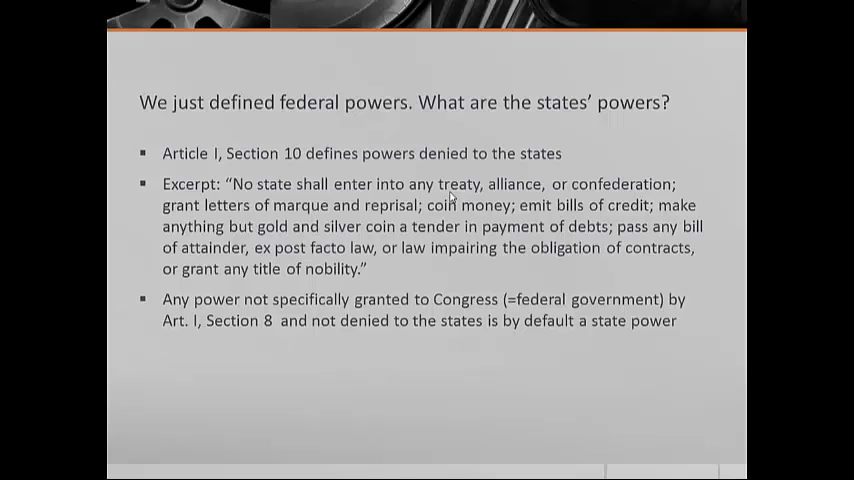 We just defined federal powers. What are the states’ powers?
▪ Article I, Section 10 defines powers denied to the states
▪ Excerpt: “No state shall enter into any treaty, alliance, or confederation;
grant letters of marque and reprisal; coin money; emit bills of credit; make
anything but gold and silver coin a tender in payment of debts; pass any bill
of attainder, ex post facto law, or law impairing the obligation of contracts,
or grant any title of nobility.”
▪ Any power not specifically granted to Congress (=federal government) by
Art. I, Section 8 and not denied to the states is by default a state power